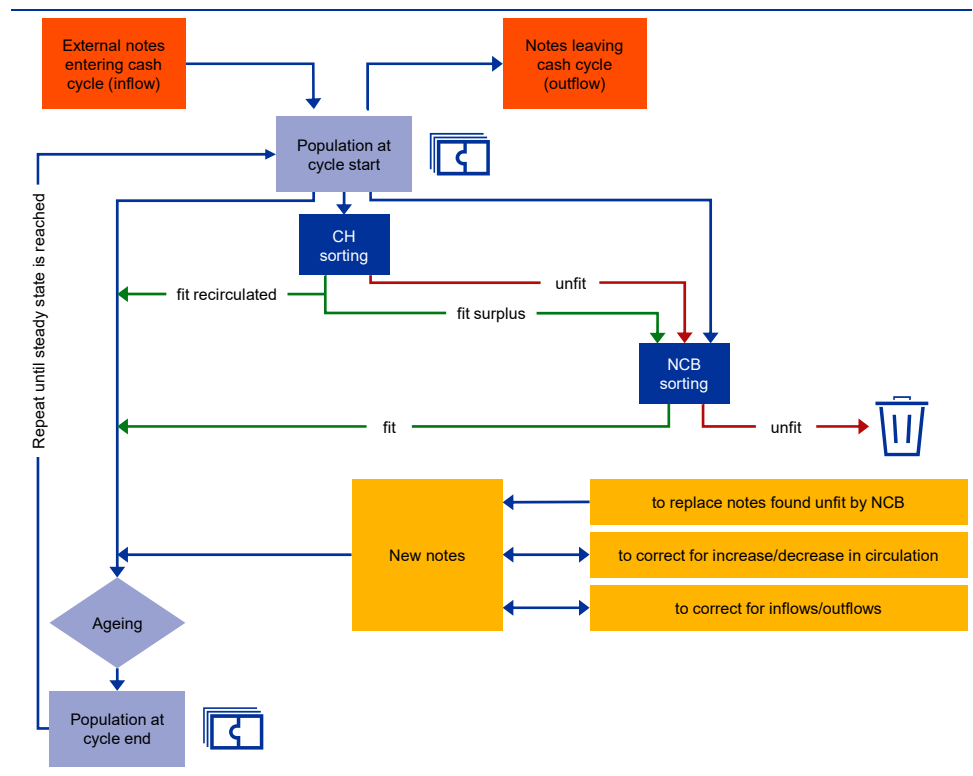 External notes
entering cash
cycle (inflow)
Notes leaving
cash cycle
(outflow)
Population at
cycle start
Repeat until steady state is reached
CH
sorting
unfit
fit recirculated
fit surplus
NCB
sorting
fit
unfit
New notes
to replace notes found unfit by NCB
to correct for increase/decrease in circulation
to correct for inflows/outflows
Ageing
Population at
cycle end